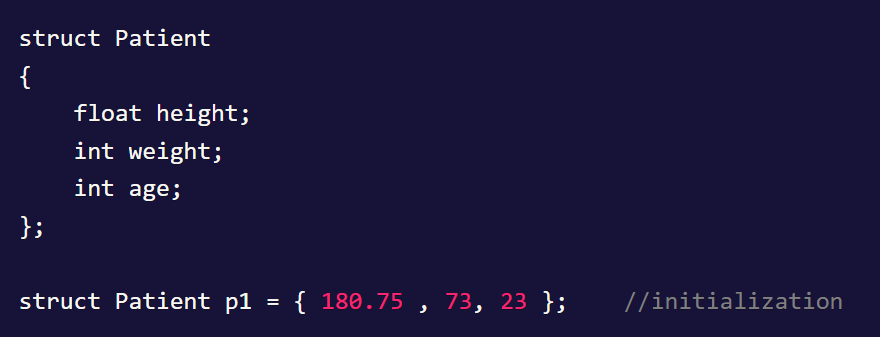 struct Patient
{
    float height;
    int weight;
    int age;
};
struct Patient p1 = { 180.75 , 73, 23 };    //initialization